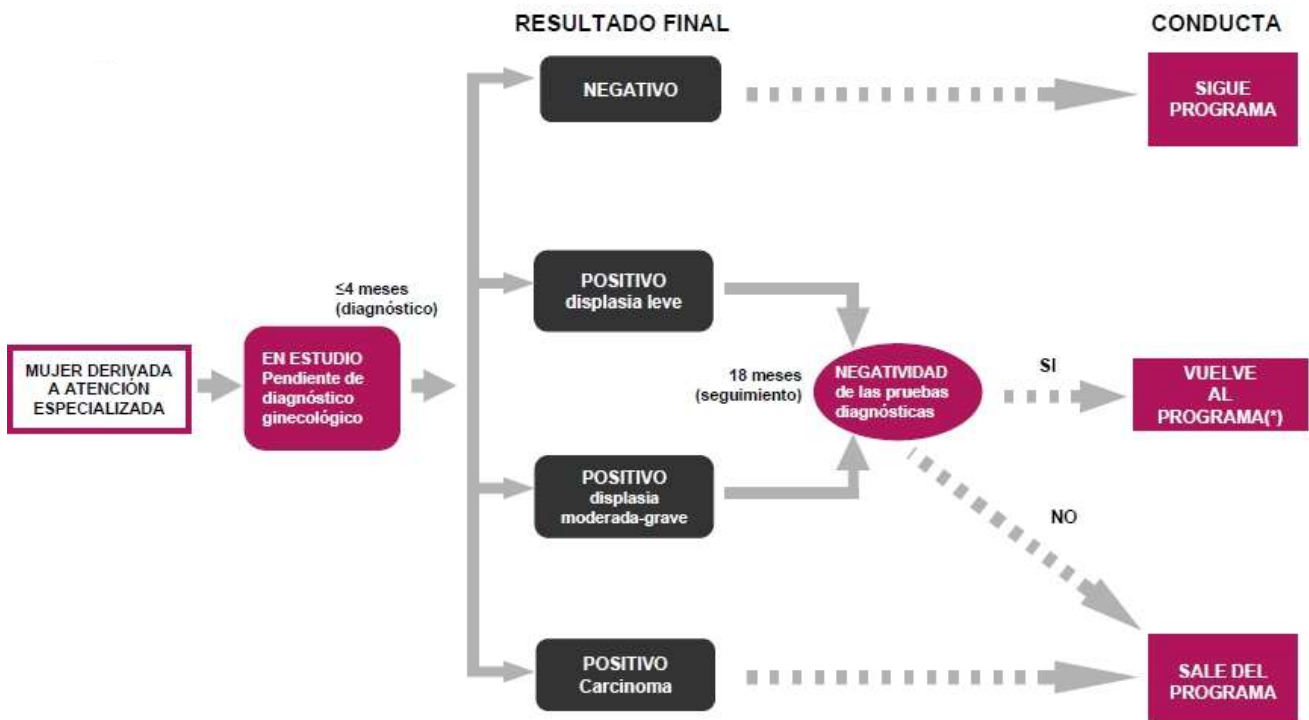 RESULTADO FINAL
CONDUCTA
NEGATIVO
SIGUE
PROGRAMA
≤4 meses
(diagnóstico)
POSITIVO
displasia leve
MUJER DERIVADA
A ATENCIÓN
ESPECIALIZADA
EN ESTUDIO
Pendiente de
diagnóstico
ginecológico
18 meses
(seguimiento)
NEGATIVIDAD
de las pruebas
diagnósticas
SI
VUELVE
AL
PROGRAMA(*)
POSITIVO
displasia
moderada-grave
NO
POSITIVO
Carcinoma
SALE DEL
PROGRAMA